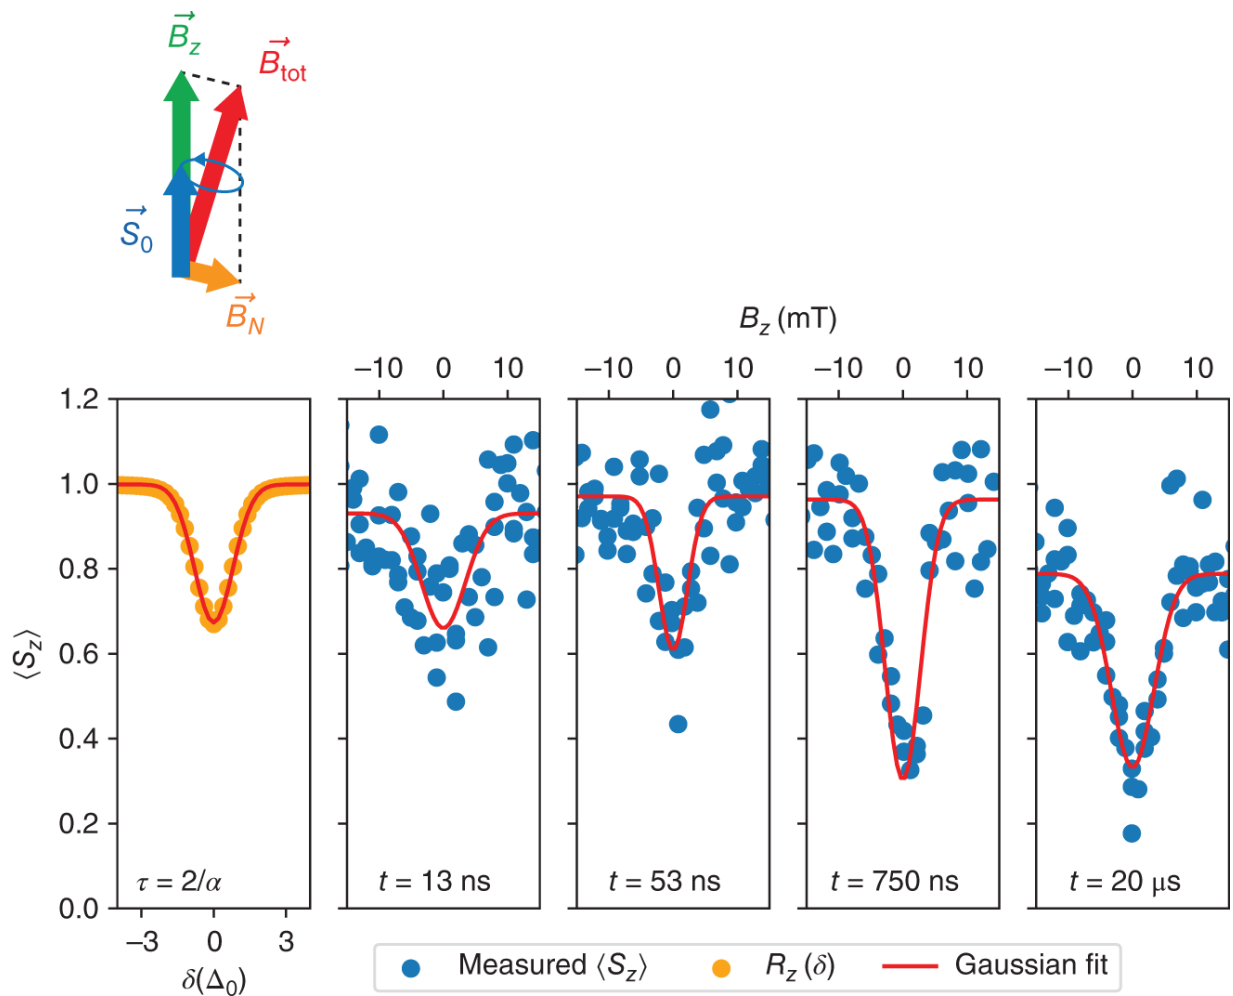 B⃗z
B⃗tot
S⃗0
B⃗N
Bz (mT)
−10 0 10 −10 0 10 −10 0 10 −10 0 10
1.2
1.0
0.8
0.6
0.4
0.2
0.0
⟨Sz⟩
τ = 2/α
t = 13 ns
t = 53 ns
t = 750 ns
t = 20 μs
−3 0 3
δ(Δ0)
Measured ⟨Sz⟩ Rz (δ) Gaussian fit